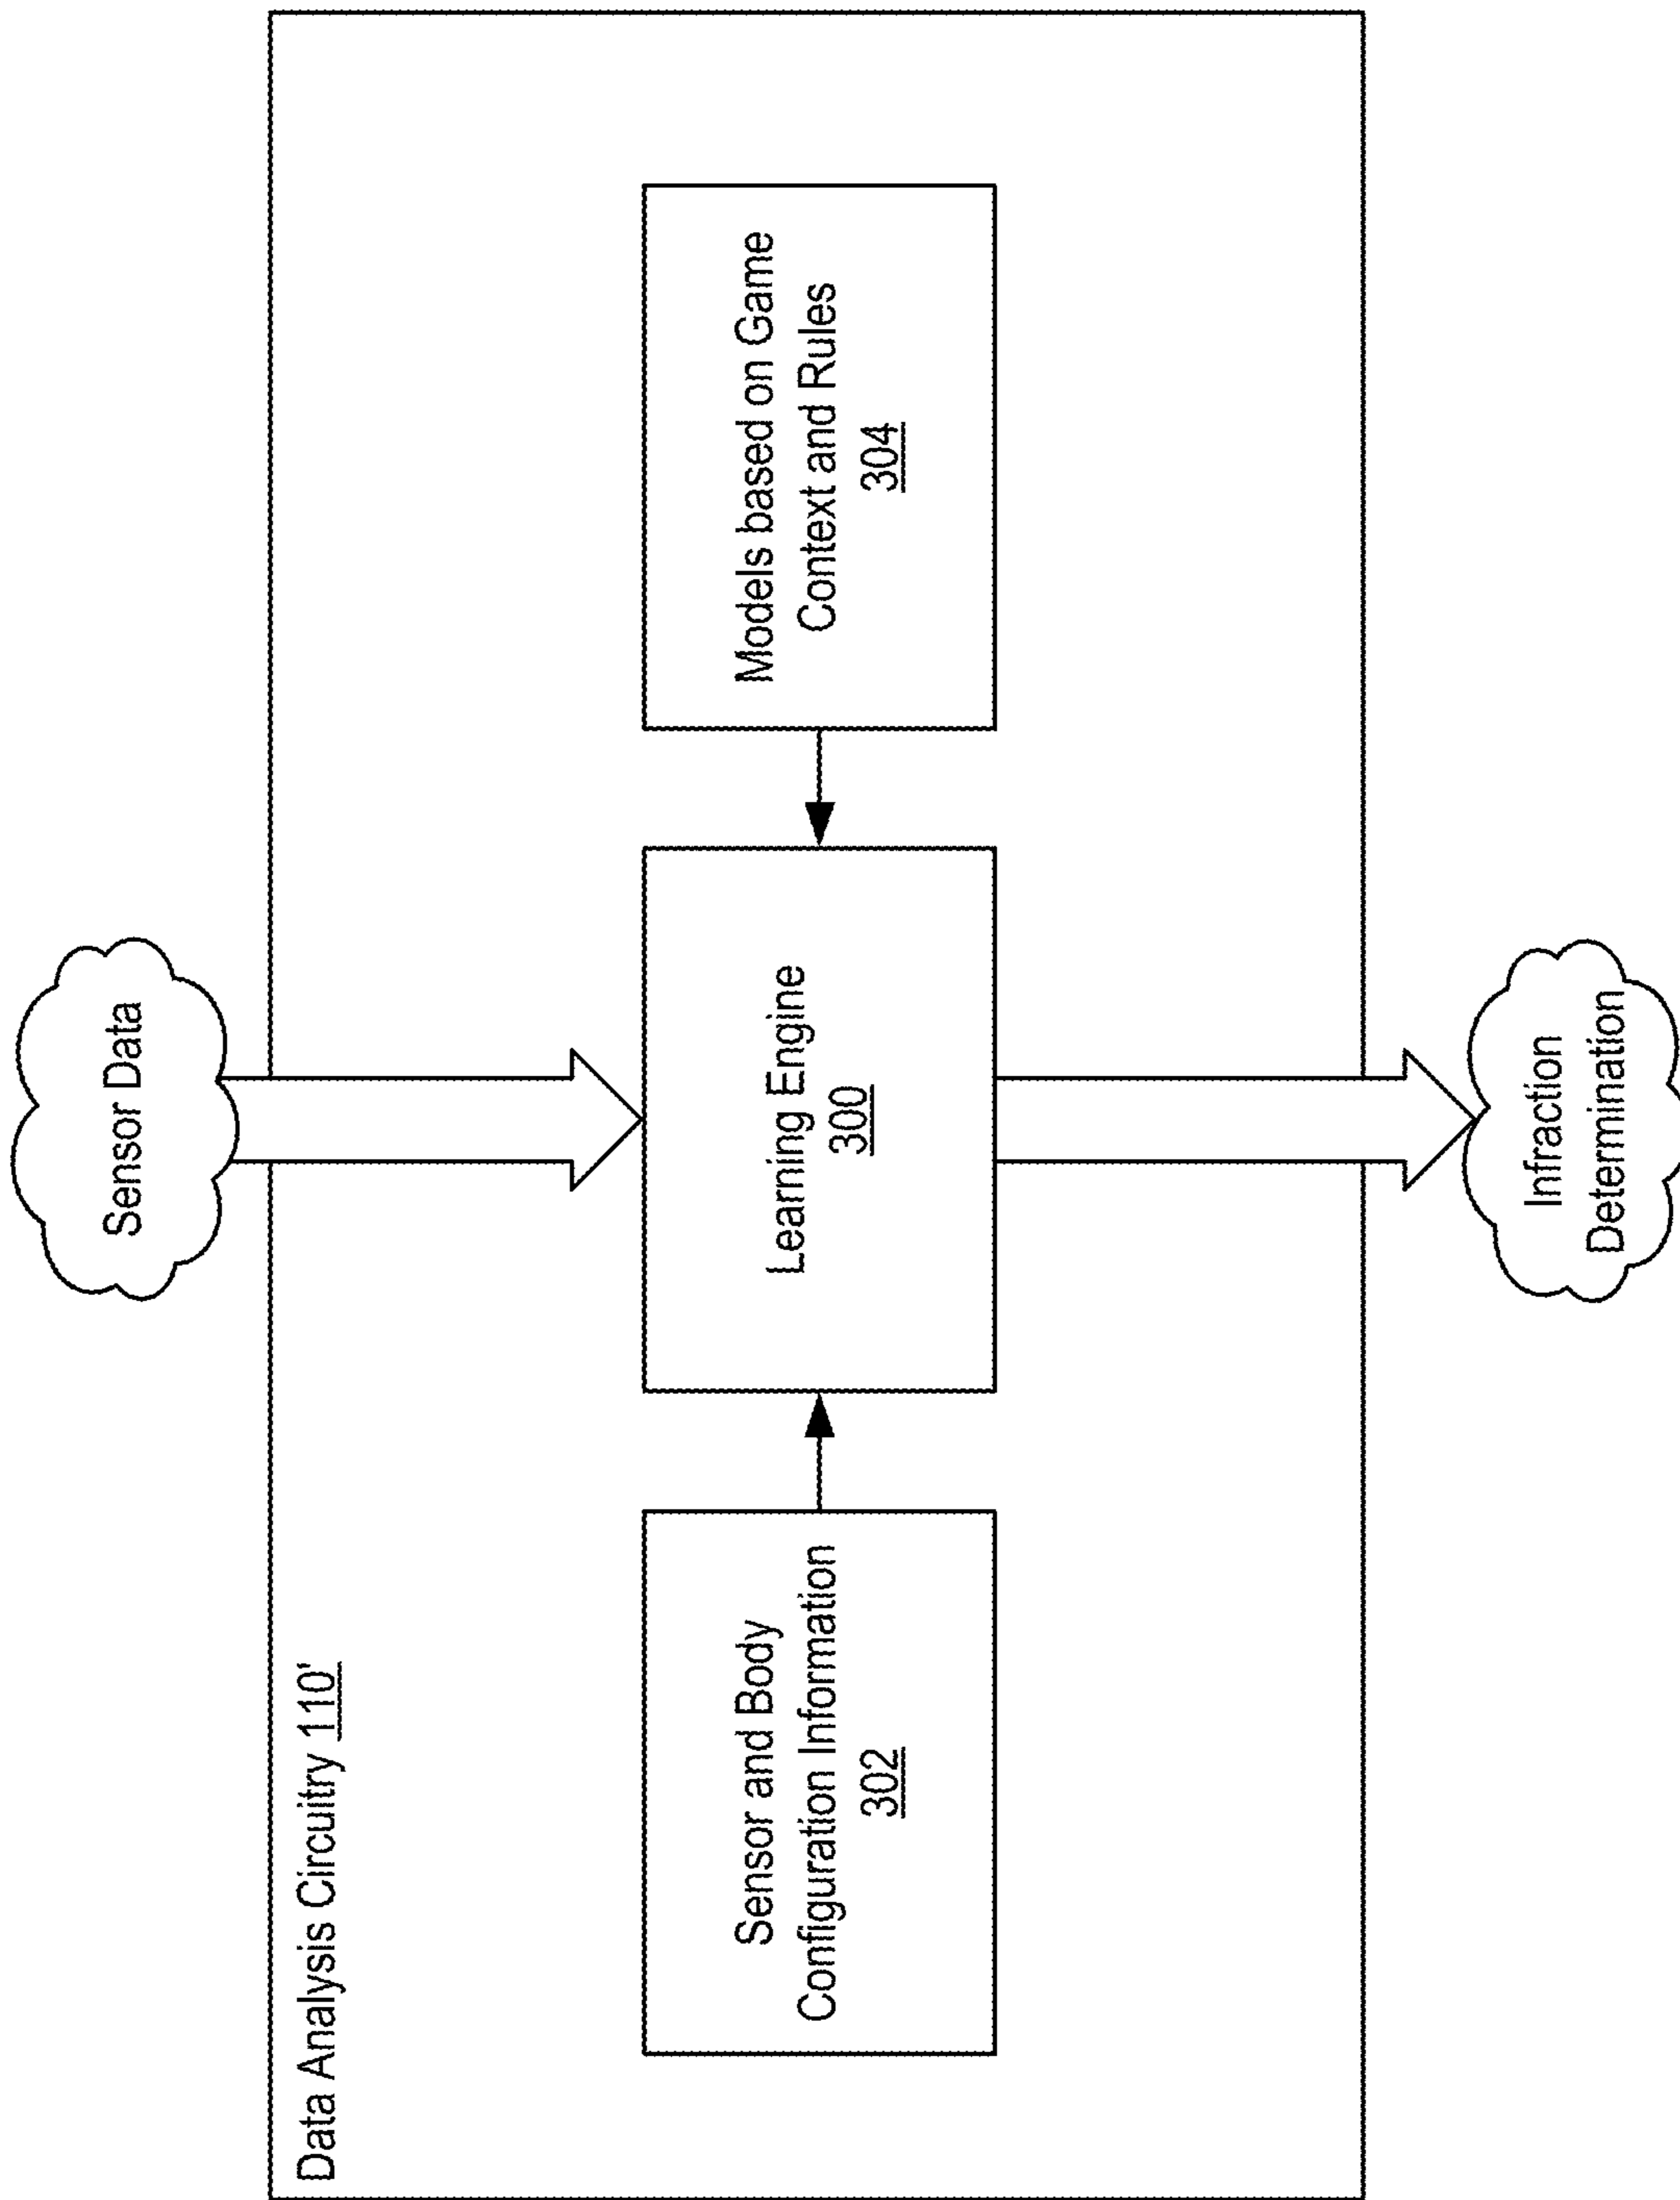 Data Analysis Circuitry 110'
Sensor Data
Sensor and Body
Configuration Information
302
Learning Engine
300
Models based on Game
Context and Rules
304
Infraction
Determination